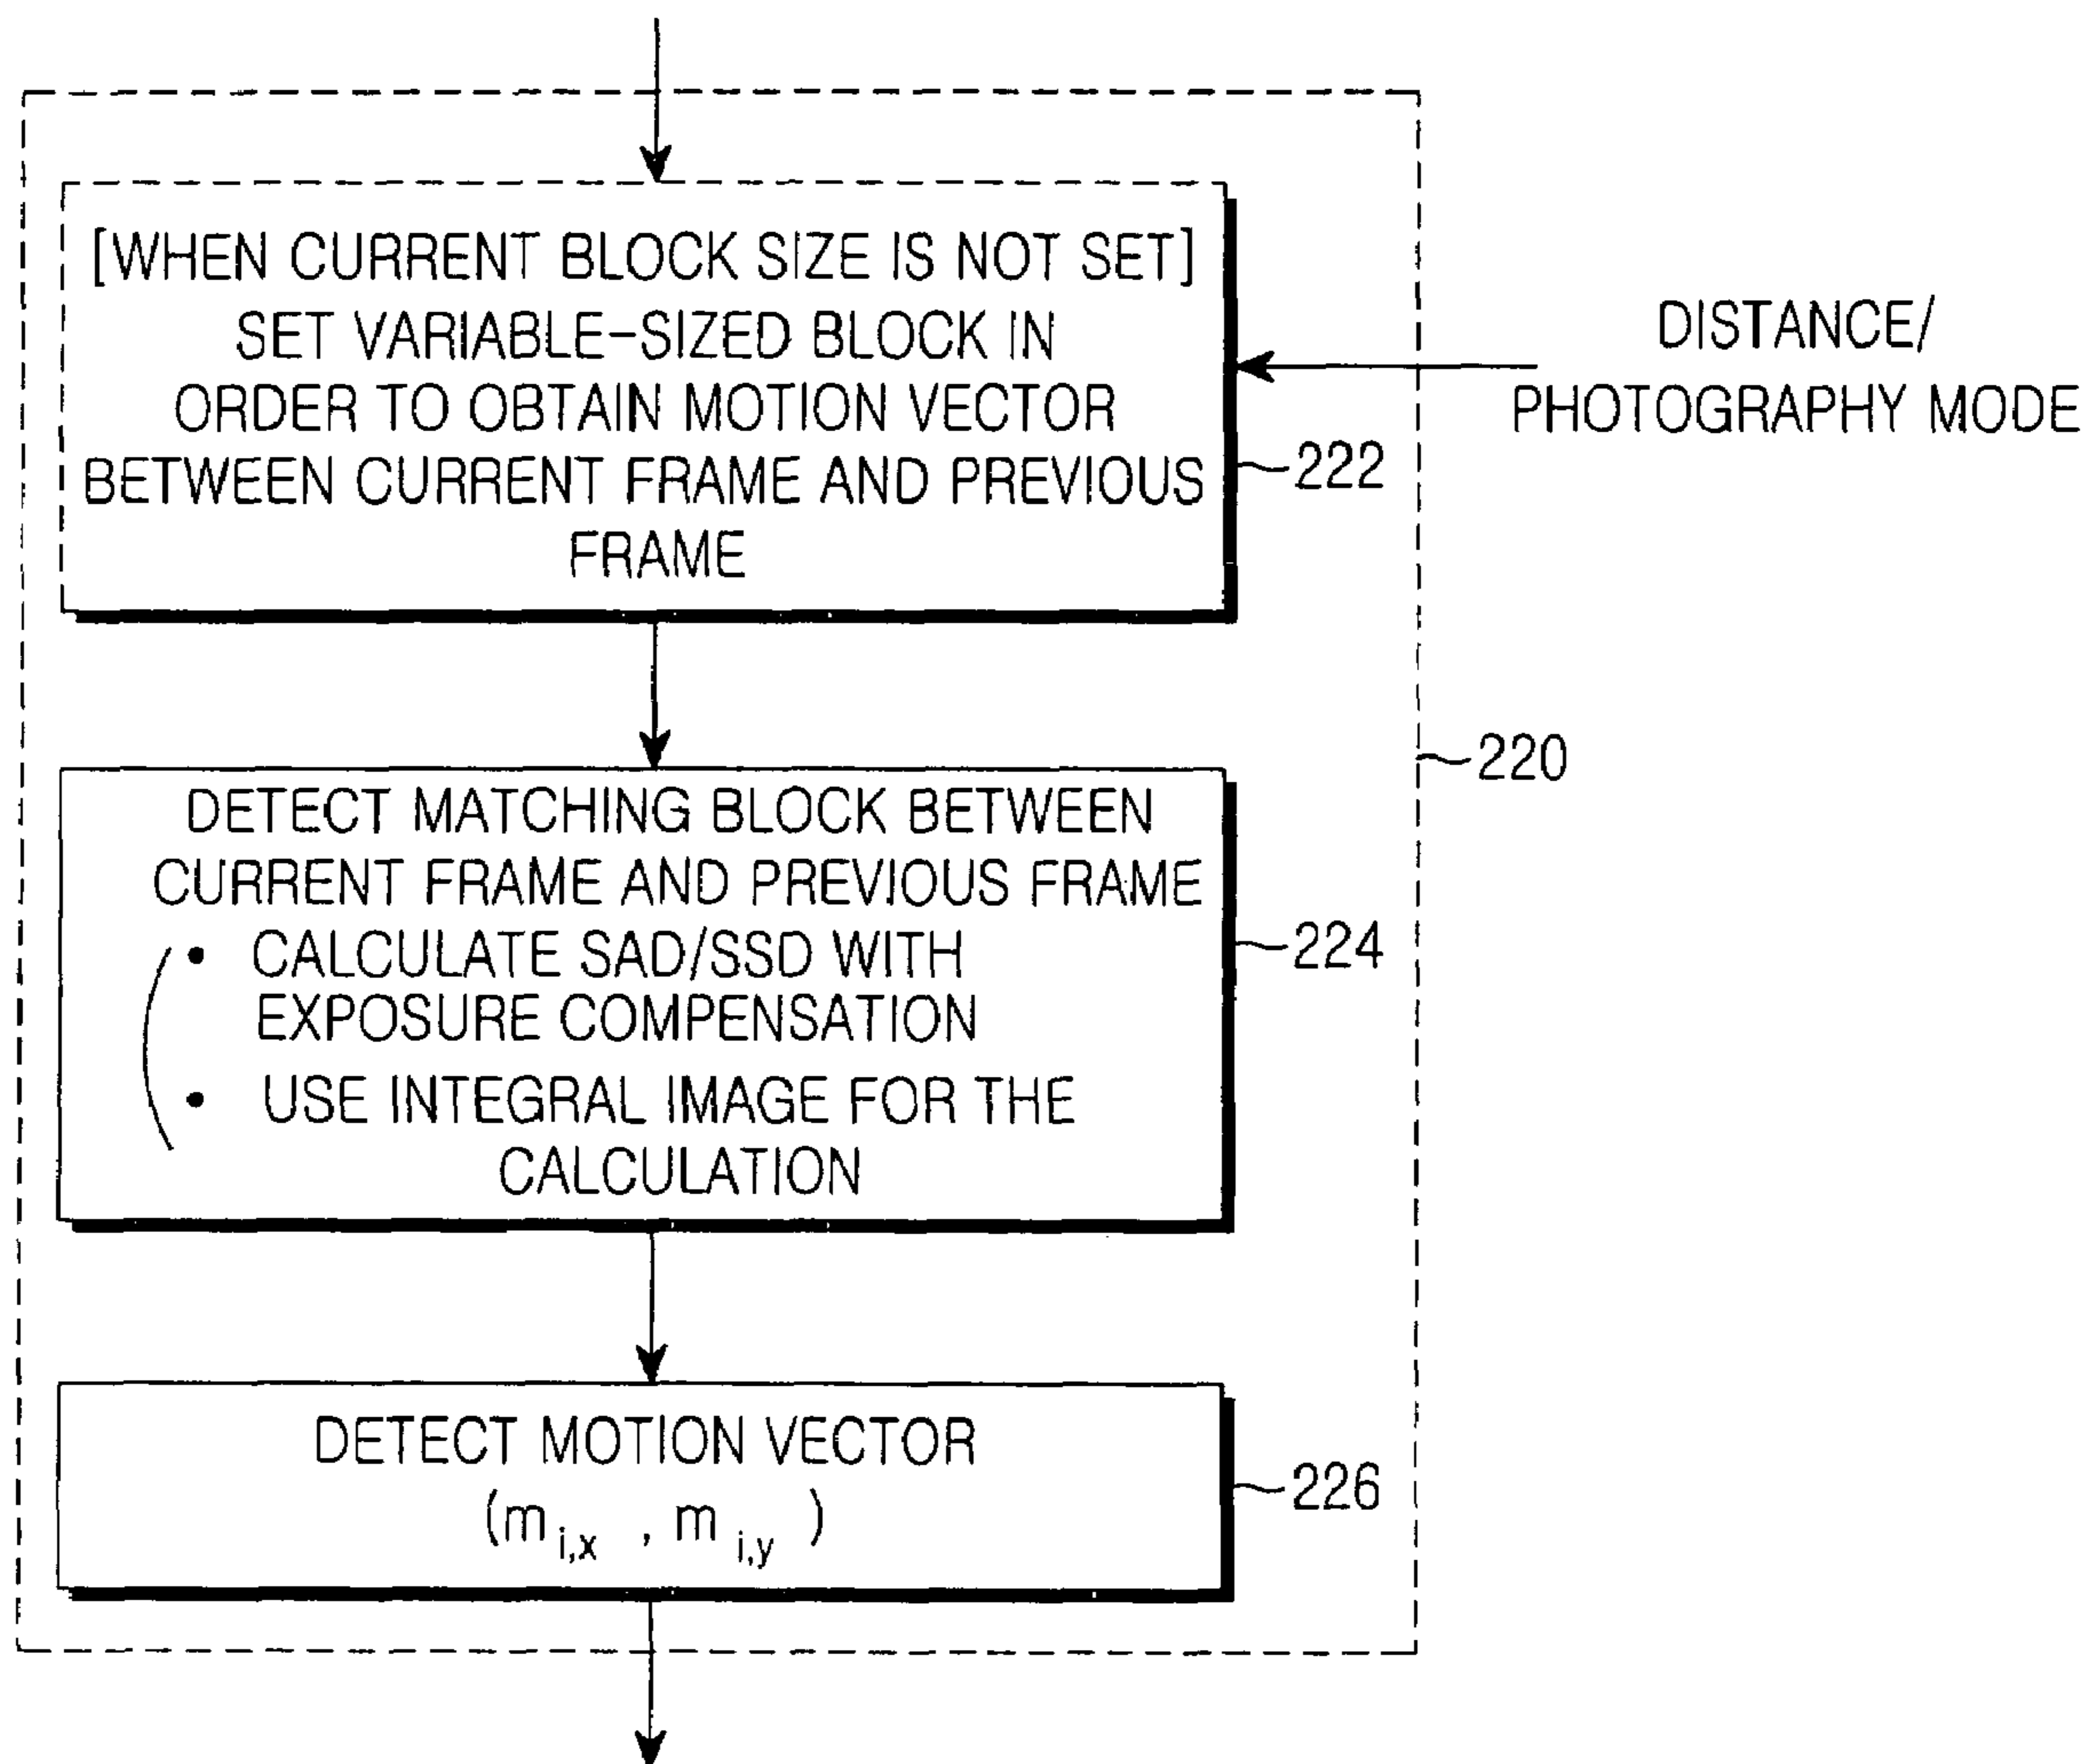 [WHEN CURRENT BLOCK SIZE IS NOT SET]
SET VARIABLE-SIZED BLOCK IN
ORDER TO OBTAIN MOTION VECTOR
BETWEEN CURRENT FRAME AND PREVIOUS
FRAME
222
DISTANCE/
PHOTOGRAPHY MODE
220
DETECT MATCHING BLOCK BETWEEN
CURRENT FRAME AND PREVIOUS FRAME
• CALCULATE SAD/SSD WITH
EXPOSURE COMPENSATION
• USE INTEGRAL IMAGE FOR THE
CALCULATION
224
DETECT MOTION VECTOR
(m i,x , m i,y )
226